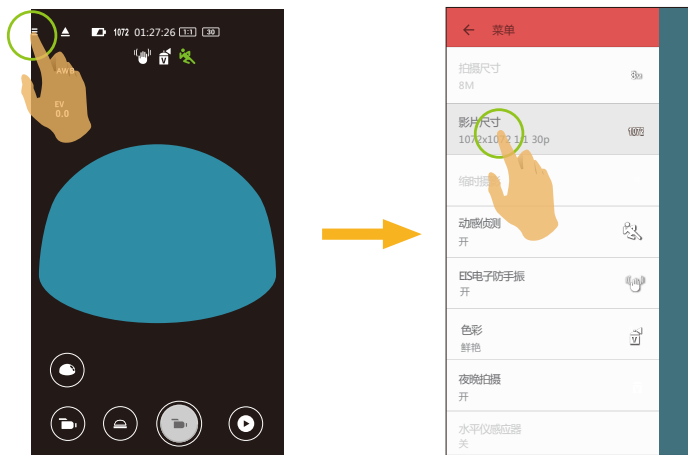 1072 01:27:26 1:1 30
AWB
EV
0.0
菜单
拍摄尺寸
8M
8M
影片尺寸
1072x1072 1:1 30p
1072
缩时摄
动感侦测
开
EIS电子防手振
开
色彩
鲜艳
V
夜晚拍摄
开
水平仪感应器
关